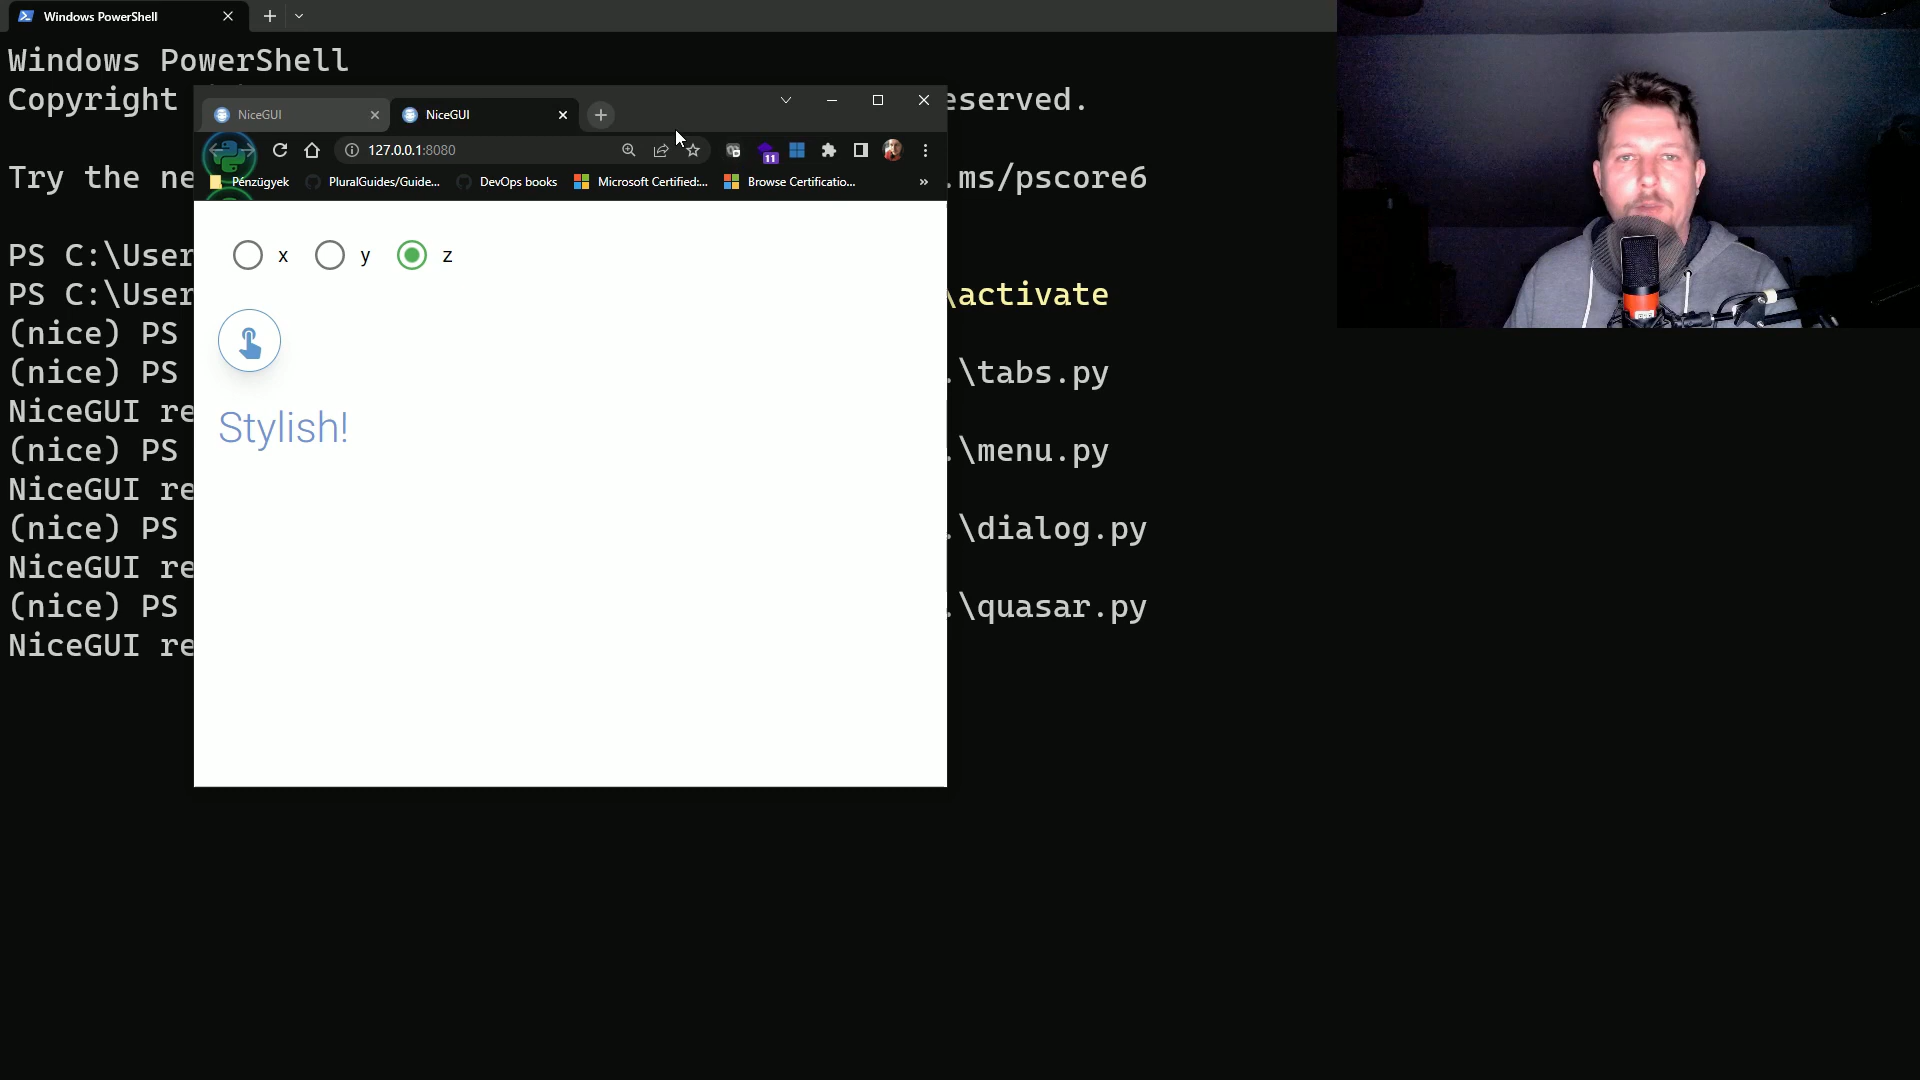 Windows PowerShell
Windows PowerShell
Copyright
eserved.
NiceGUI
NiceGUI
127.0.0.1:8080
11
Try the ne
.ms/pscore6
Pénzügyek
PluralGuides/Guide...
DevOps books
Microsoft Certified:...
Browse Certificatio...
»
x
y
z
PS C:\User
PS C:\User
\activate
(nice) PS
(nice) PS
.\tabs.py
NiceGUI re
Stylish!
(nice) PS
.\menu.py
NiceGUI re
(nice) PS
.\dialog.py
NiceGUI re
(nice) PS
.\quasar.py
NiceGUI re